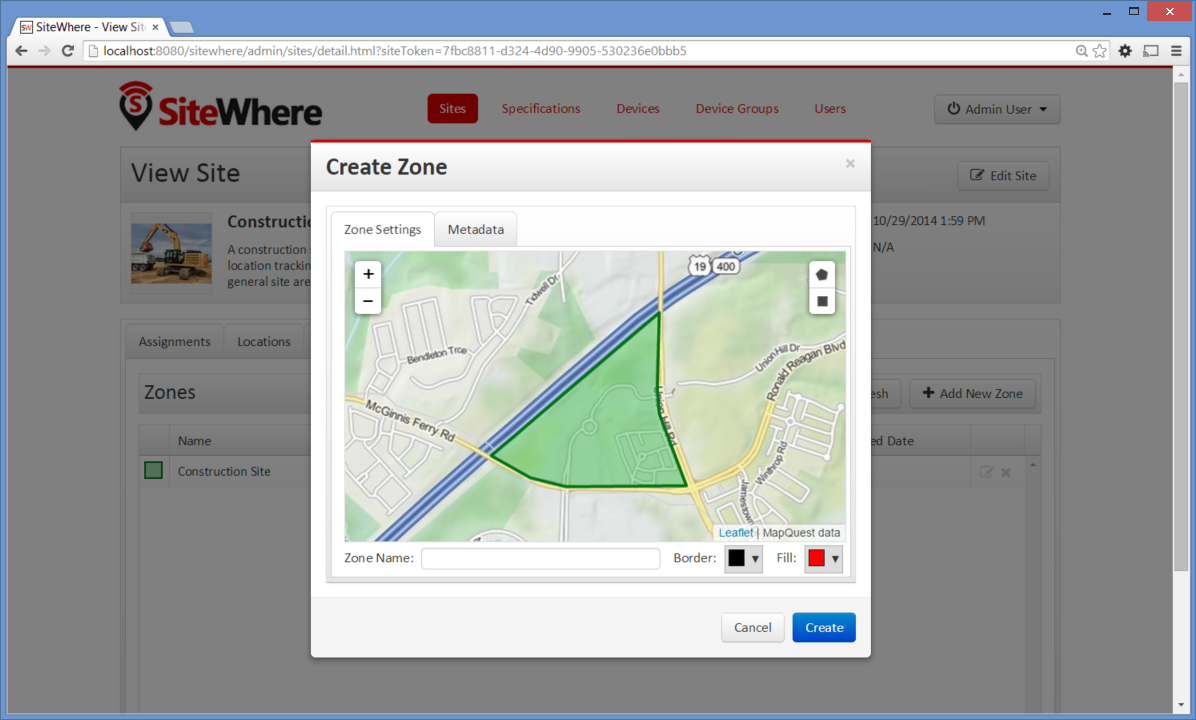 SW SiteWhere - View Sit
localhost:8080/sitewhere/admin/sites/detail.html?siteToken=7fbc8811-d324-4d90-9905-530236e0bbb5
SiteWhere
Sites
Specifications
Devices
Device Groups
Users
Admin User
View Site
Edit Site
Create Zone
Constructi
A construction
location trackin
general site are
10/29/2014 1:59 PM
N/A
Zone Settings
Metadata
19
400
Tidwell Dr
Bendleton Trce
McGinnis Ferry Rd
Union Hill Rd
Union Hill Dr
Ronald Reagan Blvd
Winthrop Rd
Jamestown
Leaflet | MapQuest data
Zone Name:
Border:
Fill:
Cancel
Create
Assignments
Locations
Zones
esh
Add New Zone
Name
ed Date
Construction Site